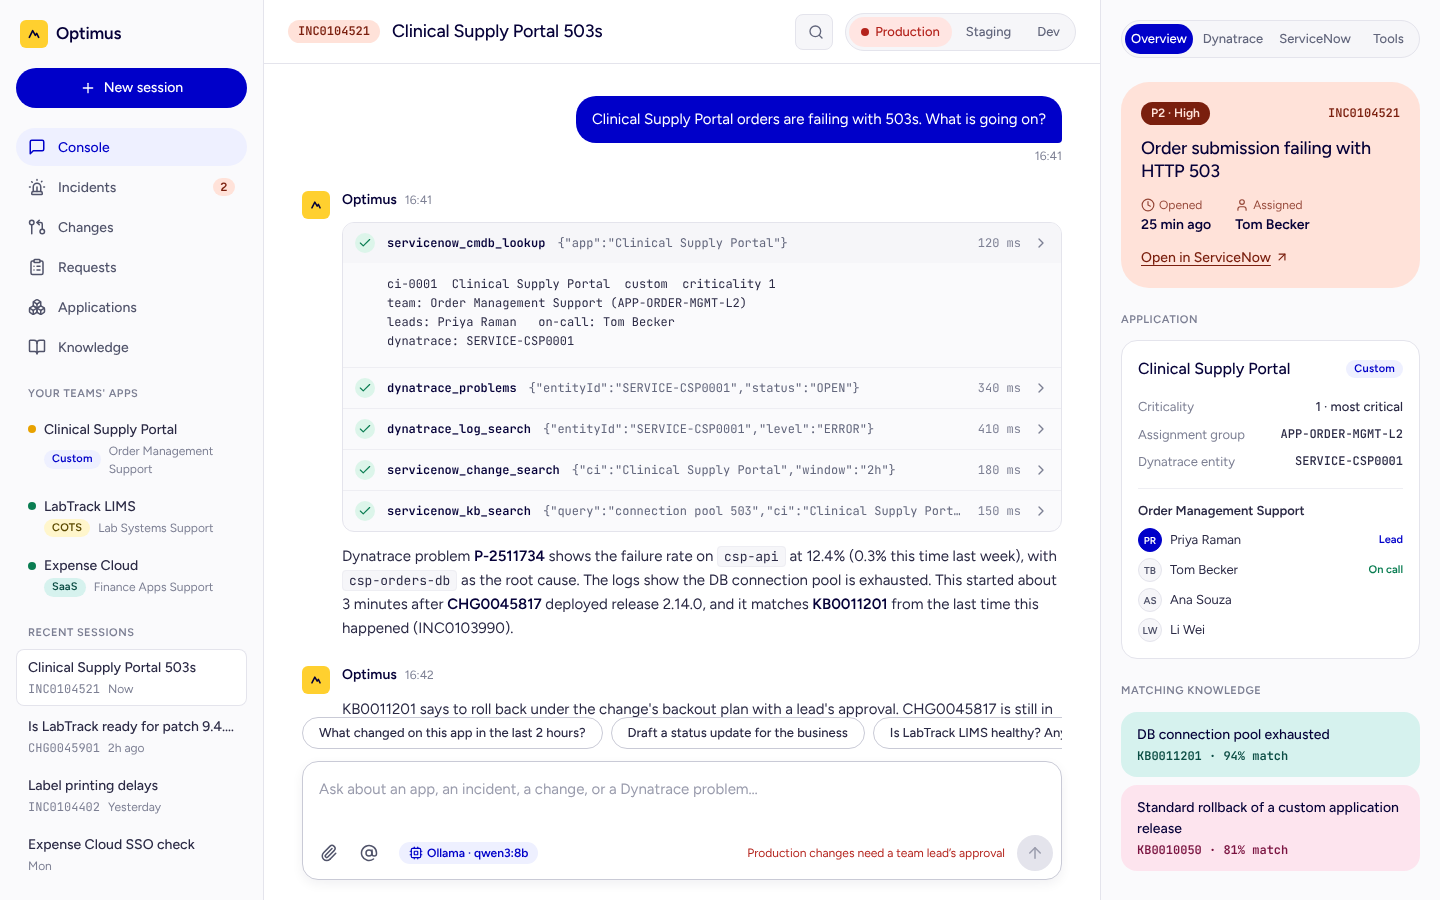 Optimus
New session
Console
Incidents
2
Changes
Requests
Applications
Knowledge
YOUR TEAMS' APPS
Clinical Supply Portal
Custom
Order Management
Support
LabTrack LIMS
COTS
Lab Systems Support
Expense Cloud
SaaS
Finance Apps Support
RECENT SESSIONS
Clinical Supply Portal 503s
INC0104521 Now
Is LabTrack ready for patch 9.4....
CHG0045901 2h ago
Label printing delays
INC0104402 Yesterday
Expense Cloud SSO check
Mon
INC0104521
Clinical Supply Portal 503s
Production
Staging
Dev
Clinical Supply Portal orders are failing with 503s. What is going on?
16:41
Optimus 16:41
servicenow_cmdb_lookup {"app":"Clinical Supply Portal"} 120 ms
ci-0001 Clinical Supply Portal custom criticality 1
team: Order Management Support (APP-ORDER-MGMT-L2)
leads: Priya Raman on-call: Tom Becker
dynatrace: SERVICE-CSP0001
dynatrace_problems {"entityId":"SERVICE-CSP0001","status":"OPEN"} 340 ms
dynatrace_log_search {"entityId":"SERVICE-CSP0001","level":"ERROR"} 410 ms
servicenow_change_search {"ci":"Clinical Supply Portal","window":"2h"} 180 ms
servicenow_kb_search {"query":"connection pool 503","ci":"Clinical Supply Port… 150 ms
Dynatrace problem P-2511734 shows the failure rate on csp-api at 12.4% (0.3% this time last week), with
csp-orders-db as the root cause. The logs show the DB connection pool is exhausted. This started about
3 minutes after CHG0045817 deployed release 2.14.0, and it matches KB0011201 from the last time this
happened (INC0103990).
Optimus 16:42
KB0011201 says to roll back under the change's backout plan with a lead's approval. CHG0045817 is still in
What changed on this app in the last 2 hours?
Draft a status update for the business
Is LabTrack LIMS healthy? Any
Ask about an app, an incident, a change, or a Dynatrace problem...
Ollama · qwen3:8b
Production changes need a team lead's approval
Overview
Dynatrace
ServiceNow
Tools
P2 · High
INC0104521
Order submission failing with
HTTP 503
Opened
Assigned
25 min ago
Tom Becker
Open in ServiceNow
APPLICATION
Clinical Supply Portal
Custom
Criticality 1 · most critical
Assignment group APP-ORDER-MGMT-L2
Dynatrace entity SERVICE-CSP0001
Order Management Support
PR Priya Raman Lead
TB Tom Becker On call
AS Ana Souza
LW Li Wei
MATCHING KNOWLEDGE
DB connection pool exhausted
KB0011201 · 94% match
Standard rollback of a custom application
release
KB0010050 · 81% match